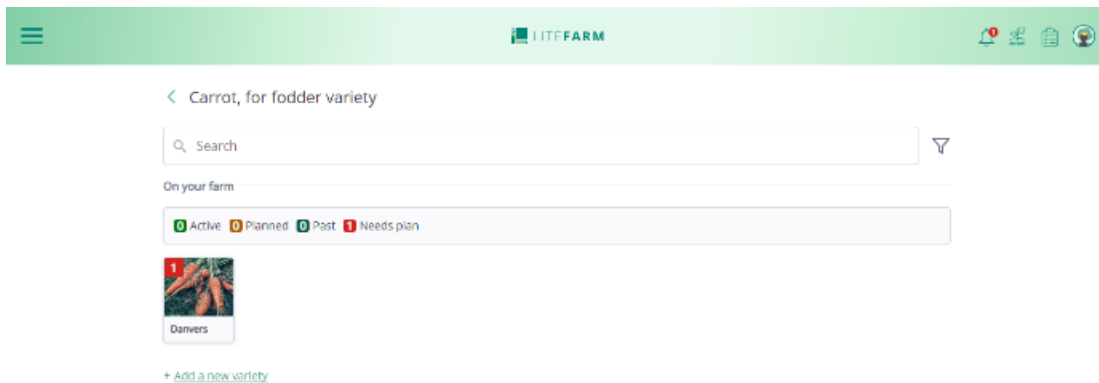 LITEFARM
1
Carrot, for fodder variety
Search
On your farm
0 Active 0 Planned 0 Past 1 Needs plan
1
Danvers
+ Add a new variety